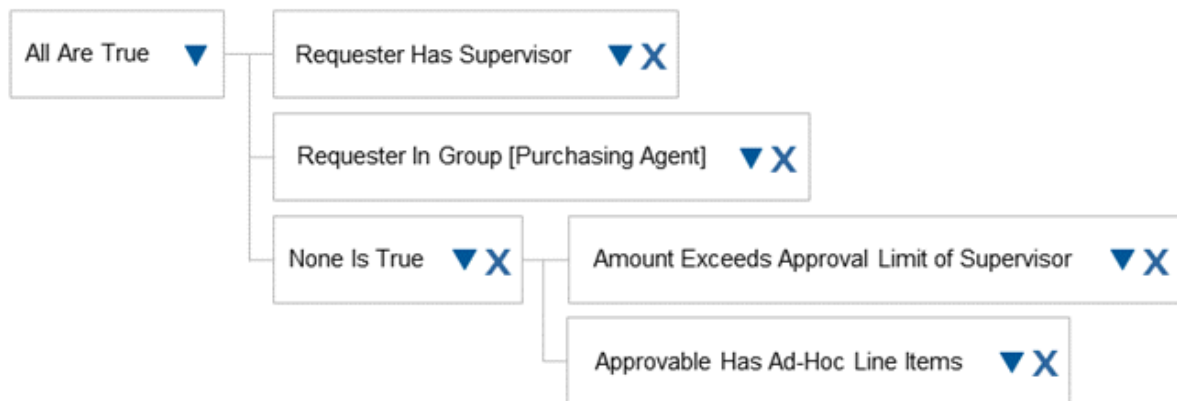 All Are True
Requester Has Supervisor X
Requester In Group [Purchasing Agent] X
None Is True X
Amount Exceeds Approval Limit of Supervisor X
Approvable Has Ad-Hoc Line Items X